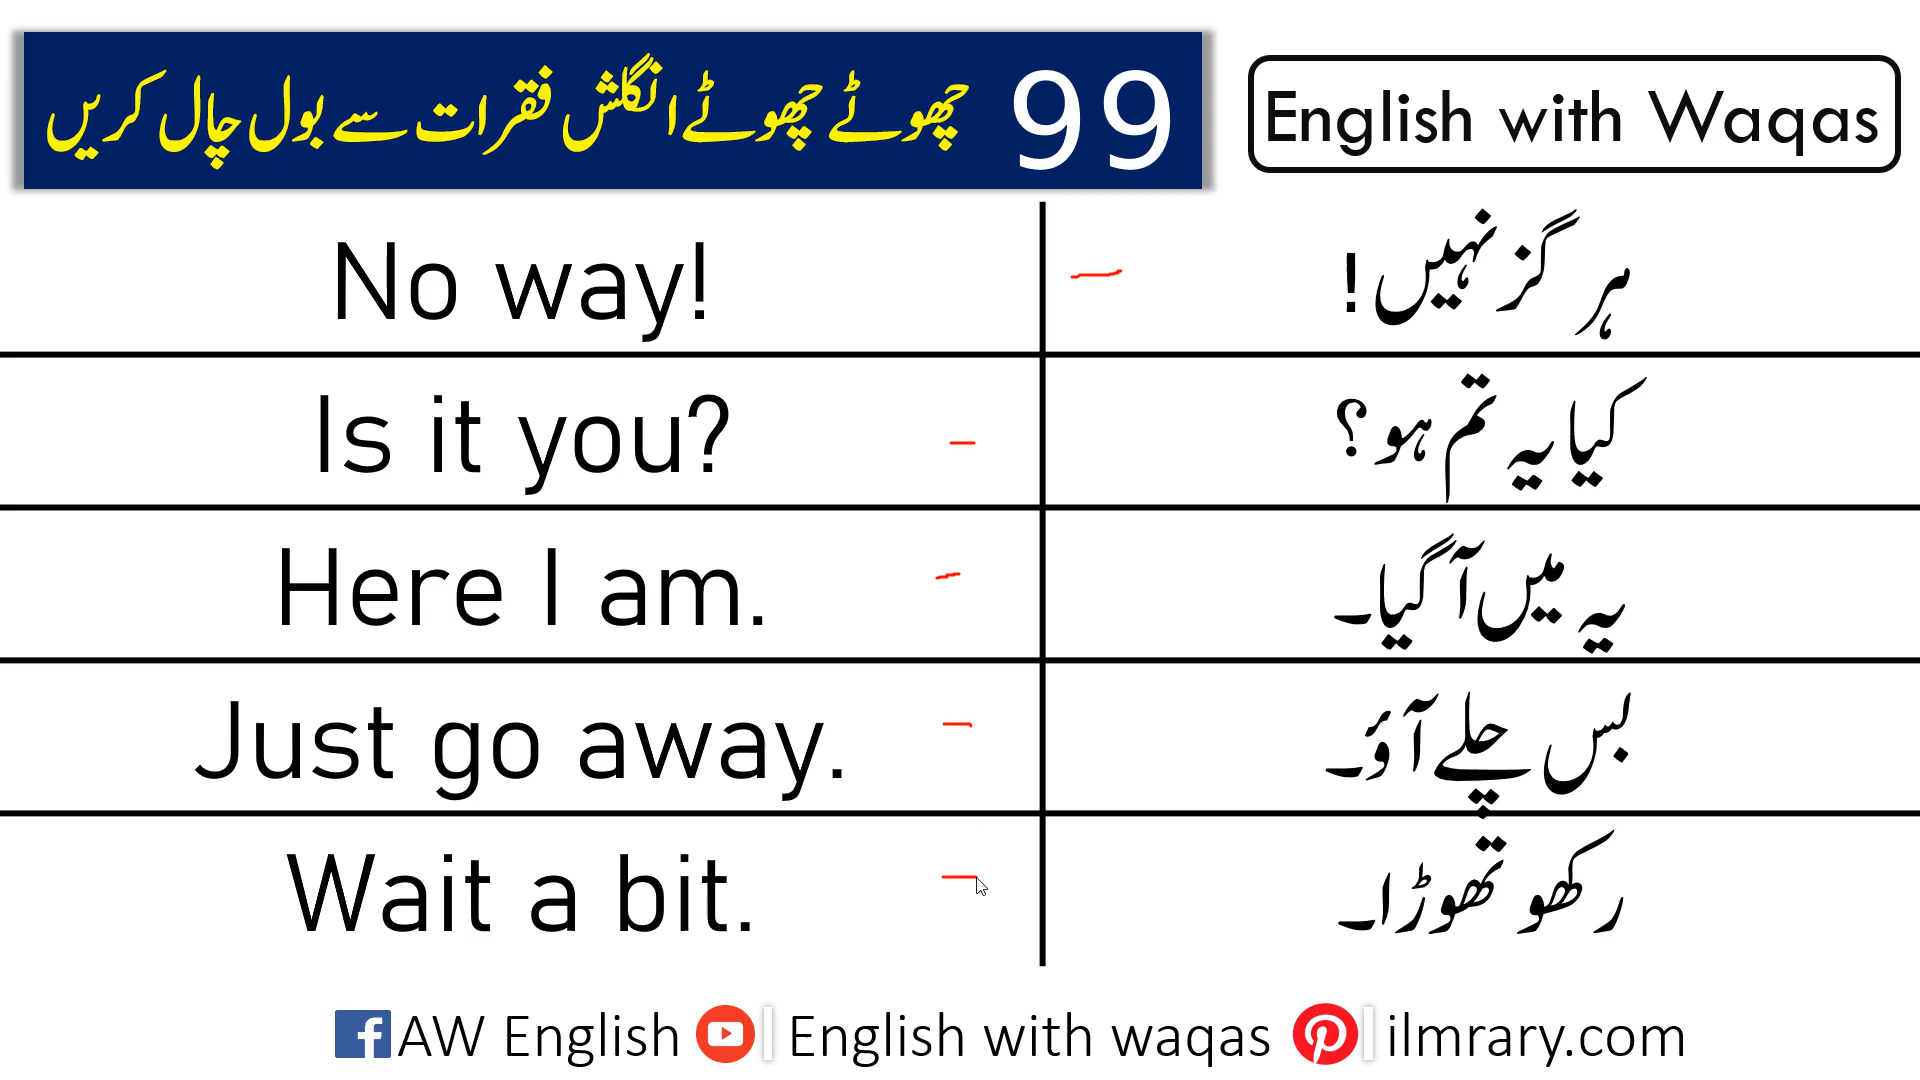 99 چھوٹے چھوٹے انگلش فقرات سے بول چال کریں
English with Waqas
No way!
ہرگز نہیں!
Is it you?
کیا یہ تم ہو؟
Here I am.
یہ میں آ گیا۔
Just go away.
بس چلے آؤ۔
Wait a bit.
رکھو تھوڑا۔
AW English | English with waqas | ilmrary.com